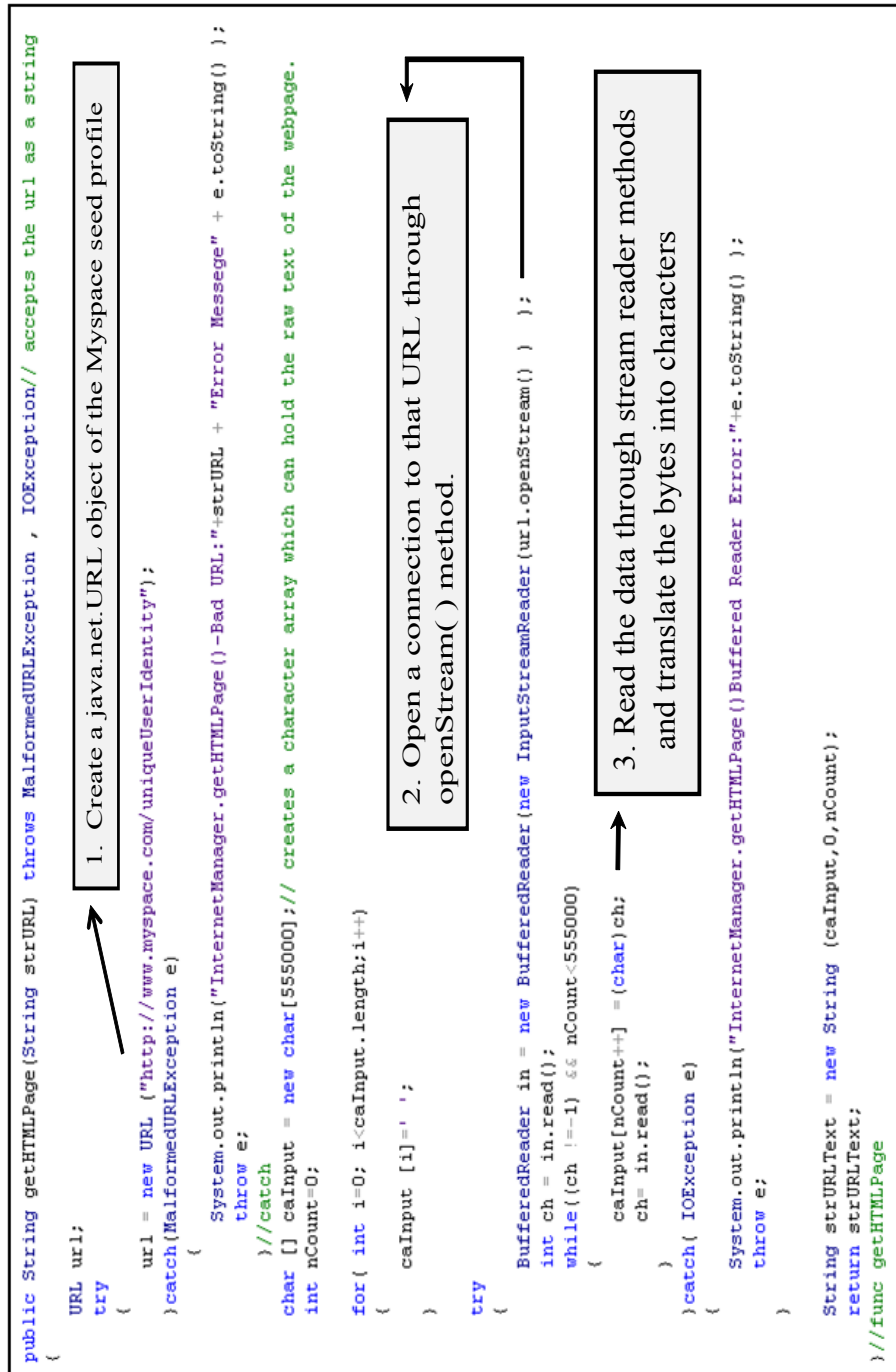 public String getHTMLPage(String strURL) throws MalformedURLException , IOException// accepts the url as a string
{
URL url;
try
{
1. Create a java.net.URL object of the Myspace seed profile
url = new URL ("http://www.myspace.com/uniqueUserIdentity");
}catch(MalformedURLException e)
{
System.out.println("InternetManager.getHTMLPage()-Bad URL:"+strURL + "Error Messege" + e.toString() );
throw e;
}//catch
char [] caInput = new char[555000];// creates a character array which can hold the raw text of the webpage.
int nCount=0;
for( int i=0; i<caInput.length;i++)
{
caInput [i]=' ';
}
2. Open a connection to that URL through
openStream( ) method.
try
{
BufferedReader in = new BufferedReader(new InputStreamReader(url.openStream() ) );
int ch = in.read();
while((ch !=-1) && nCount<555000)
{
caInput[nCount++] =(char)ch;
ch= in.read();
}
3. Read the data through stream reader methods
and translate the bytes into characters
}catch( IOException e)
{
System.out.println("InternetManager.getHTMLPage()Buffered Reader Error:"+e.toString() );
throw e;
}
String strURLText = new String (caInput,0,nCount);
return strURLText;
}//func getHTMLPage